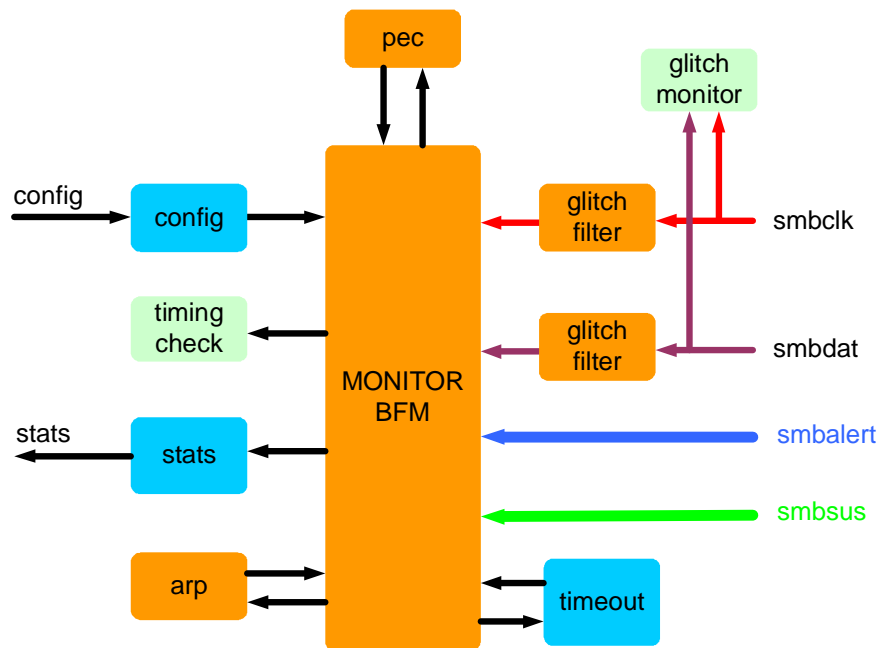 pec
glitch
monitor
config
config
glitch
filter
smbclk
timing
check
glitch
filter
smbdat
MONITOR
BFM
stats
stats
smbalert
smbsus
arp
timeout